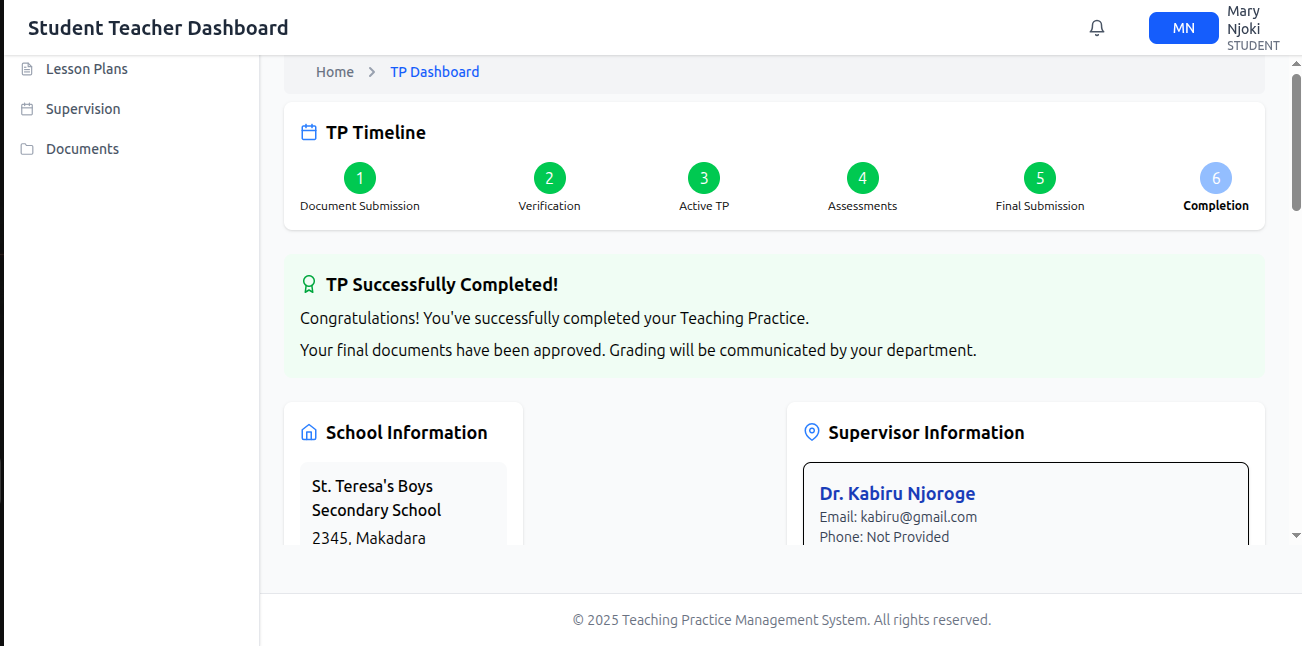 Student Teacher Dashboard
MN
Mary
Njoki
STUDENT
Lesson Plans
Supervision
Documents
Home
TP Dashboard
TP Timeline
1
2
3
4
5
6
Document Submission
Verification
Active TP
Assessments
Final Submission
Completion
TP Successfully Completed!
Congratulations! You've successfully completed your Teaching Practice.
Your final documents have been approved. Grading will be communicated by your department.
School Information
St. Teresa's Boys
Secondary School
2345, Makadara
Supervisor Information
Dr. Kabiru Njoroge
Email: kabiru@gmail.com
Phone: Not Provided
© 2025 Teaching Practice Management System. All rights reserved.